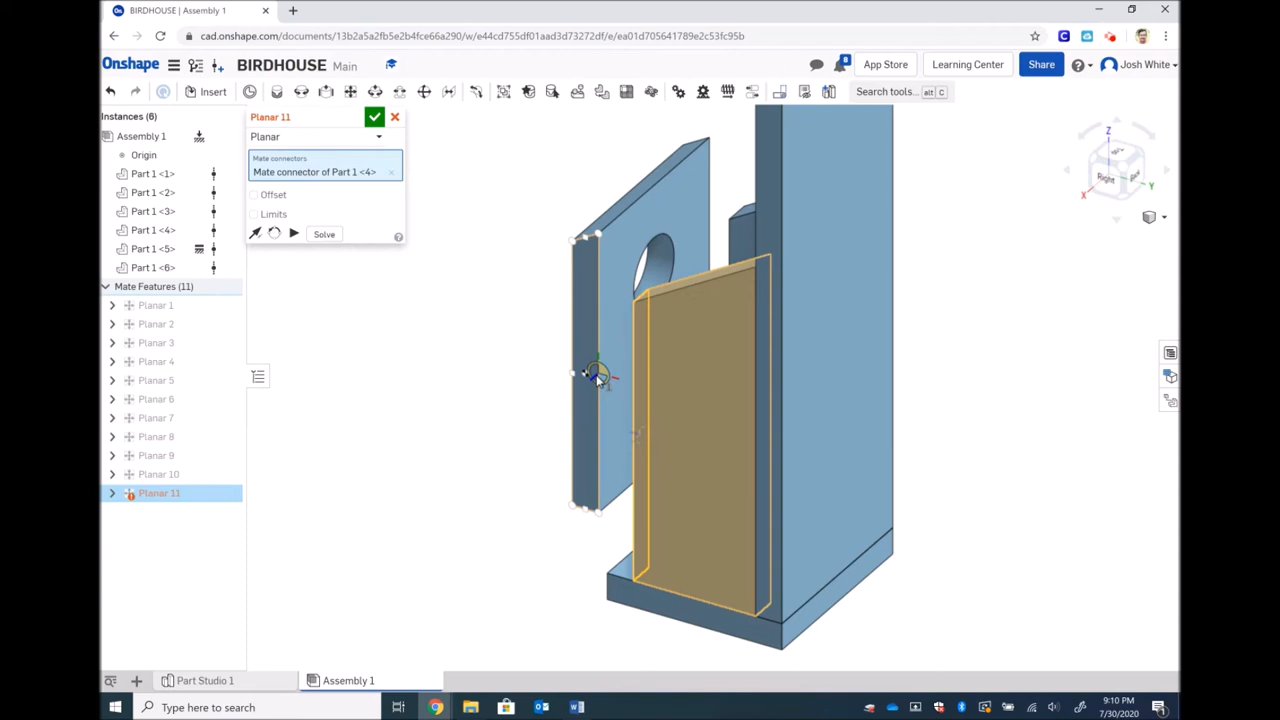 BIRDHOUSE | Assembly 1
cad.onshape.com/documents/13b2a5a2fb5e2b4fce66a290/w/e44cd755df01aad3d73272df/e/ea01d705641789e2c53fc95b
Onshape BIRDHOUSE Main 8 App Store Learning Center Share Josh White
Insert Search tools... alt C
Instances (6)
Assembly 1
Origin
Part 1 <1>
Part 1 <2>
Part 1 <3>
Part 1 <4>
Part 1 <5>
Part 1 <6>
Mate Features (11)
Planar 1
Planar 2
Planar 3
Planar 4
Planar 5
Planar 6
Planar 7
Planar 8
Planar 9
Planar 10
Planar 11
Planar 11
Planar
Mate connectors
Mate connector of Part 1 <4>
Offset
Limits
Solve
Z
Right
X
Y
Part Studio 1 Assembly 1
Type here to search
9:10 PM
7/30/2020